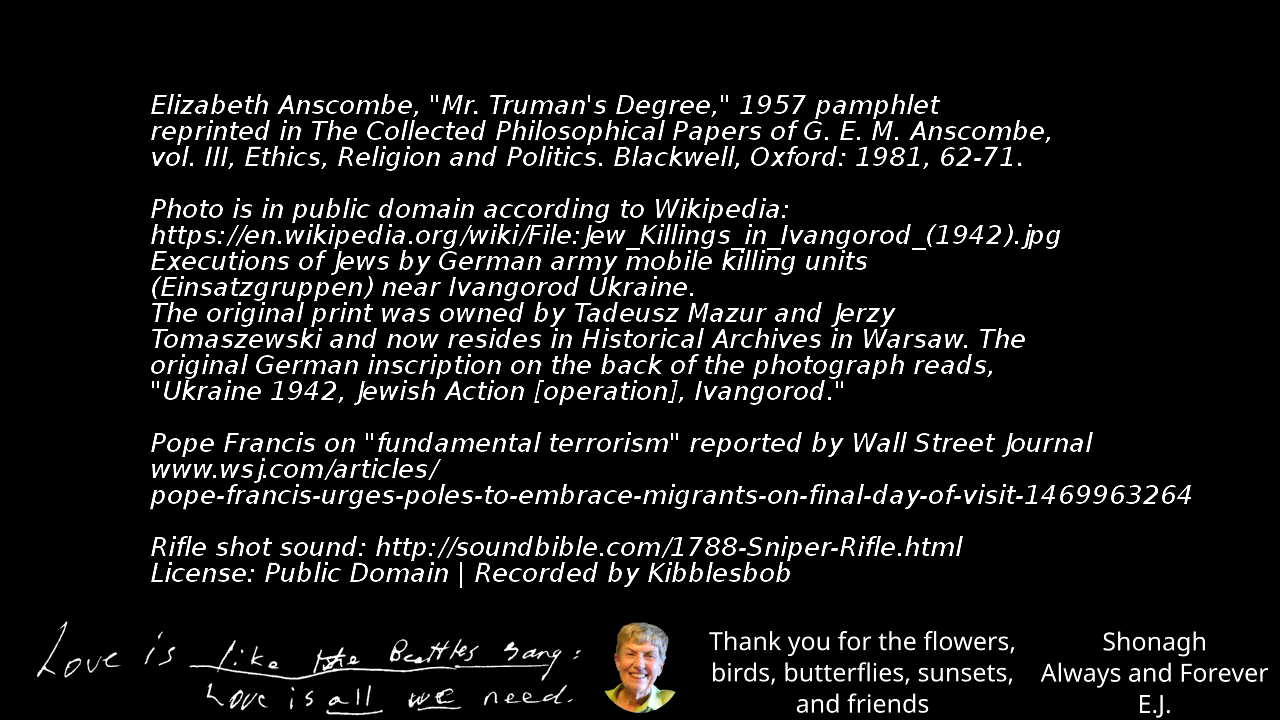 Elizabeth Anscombe, "Mr. Truman's Degree," 1957 pamphlet
reprinted in The Collected Philosophical Papers of G. E. M. Anscombe,
vol. III, Ethics, Religion and Politics. Blackwell, Oxford: 1981, 62-71.
Photo is in public domain according to Wikipedia:
https://en.wikipedia.org/wiki/File:Jew_Killings_in_Ivangorod_(1942).jpg
Executions of Jews by German army mobile killing units
(Einsatzgruppen) near Ivangorod Ukraine.
The original print was owned by Tadeusz Mazur and Jerzy
Tomaszewski and now resides in Historical Archives in Warsaw. The
original German inscription on the back of the photograph reads,
"Ukraine 1942, Jewish Action [operation], Ivangorod."
Pope Francis on "fundamental terrorism" reported by Wall Street Journal
www.wsj.com/articles/
pope-francis-urges-poles-to-embrace-migrants-on-final-day-of-visit-1469963264
Rifle shot sound: http://soundbible.com/1788-Sniper-Rifle.html
License: Public Domain | Recorded by Kibblesbob
Love is like the Beattles sang:
Love is all we need.
Thank you for the flowers,
birds, butterflies, sunsets,
and friends
Shonagh
Always and Forever
E.J.